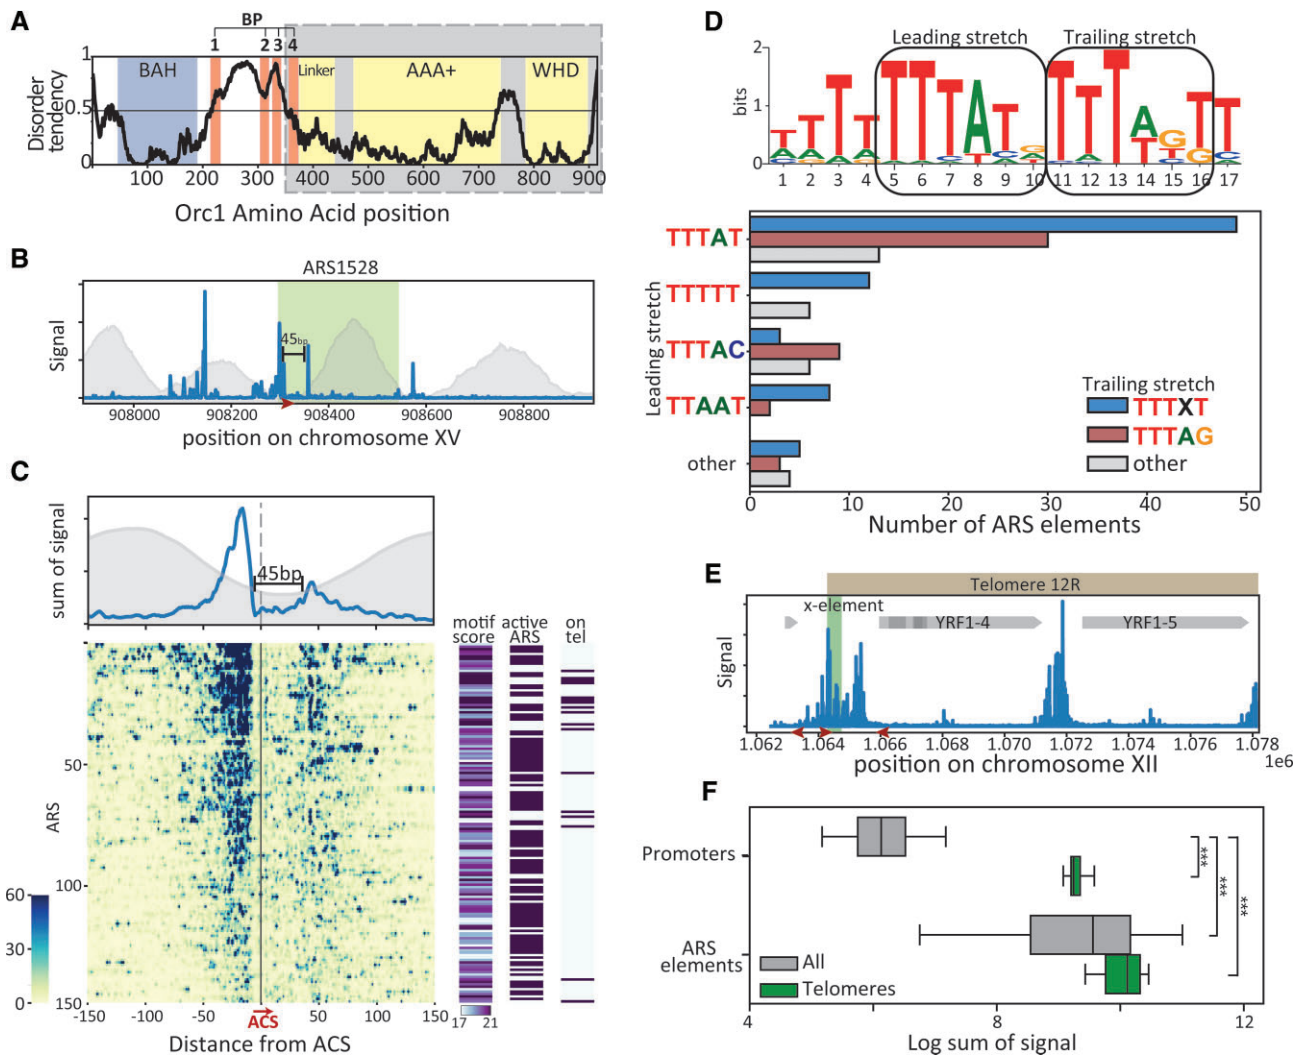 A
BP
1 2 3 4
BAH
Linker
AAA+
WHD
Disorder
tendency
1
0.5
0
100 200 300 400 500 600 700 800 900
Orc1 Amino Acid position
B
ARS1528
Signal
45bp
908000 908200 908400 908600 908800
position on chromosome XV
C
sum of signal
45bp
motif
score
active
ARS
on
tel
ARS
50
100
150
60
30
0
-150 -100 -50 0 50 100 150
ACS
17 21
Distance from ACS
D
Leading stretch
Trailing stretch
bits
2
1
0
1 2 3 4 5 6 7 8 9 10 11 12 13 14 15 16 17
Leading stretch
TTTAT
TTTTT
TTTAC
TTAAT
other
Trailing stretch
TTTXT
TTTAG
other
0 10 20 30 40 50
Number of ARS elements
E
Telomere 12R
x-element
YRF1-4
YRF1-5
Signal
1.062 1.064 1.066 1.068 1.070 1.072 1.074 1.076 1.078
1e6
position on chromosome XII
F
Promoters
ARS
elements
All
Telomeres
***
***
***
4 8 12
Log sum of signal